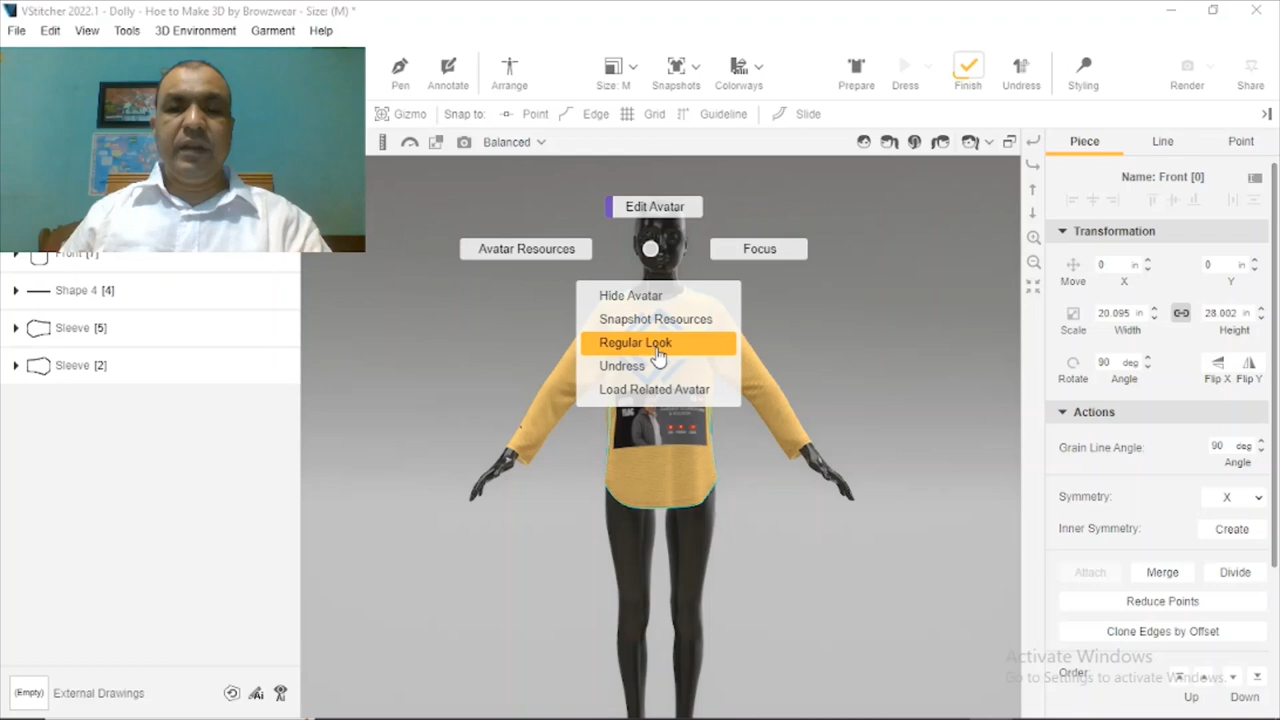 VStitcher 2022.1 - Dolly - Hoe to Make 3D by Browzwear - Size: (M) *
File Edit View Tools 3D Environment Garment Help
Pen Annotate Arrange Size: M Snapshots Colorways Prepare Dress Finish Undress Styling Render Share
Gizmo Snap to: Point Edge Grid Guideline Slide
Balanced
Piece Line Point
Name: Front [0]
Edit Avatar
Avatar Resources
Focus
Hide Avatar
Snapshot Resources
Regular Look
Undress
Load Related Avatar
Front [1]
Shape 4 [4]
Sleeve [5]
Sleeve [2]
(Empty) External Drawings
Transformation
0 in 0 in
Move X Y
20.095 in 28.002 in
Scale Width Height
90 deg
Rotate Angle Flip X Flip Y
Actions
Grain Line Angle: 90 deg
Angle
Symmetry: X
Inner Symmetry: Create
Attach Merge Divide
Reduce Points
Clone Edges by Offset
Order
Up Down
Activate Windows
Go to Settings to activate Windows.